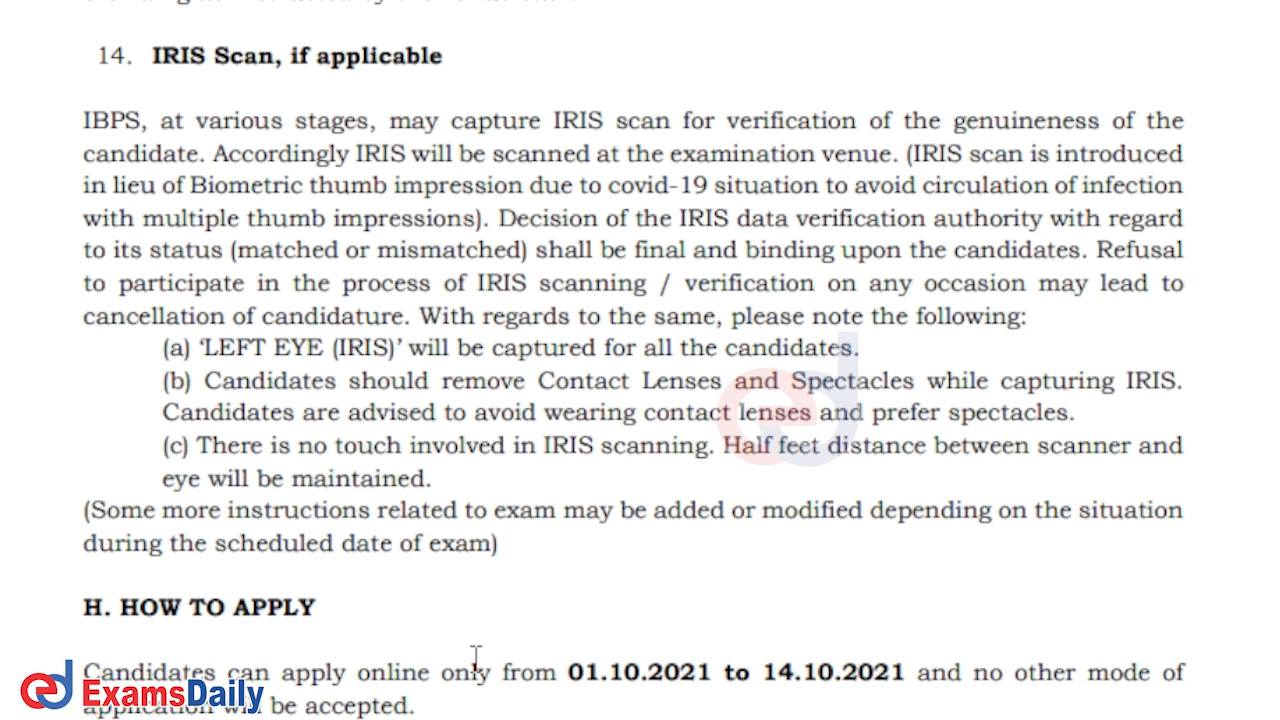 14. IRIS Scan, if applicable
IBPS, at various stages, may capture IRIS scan for verification of the genuineness of the
candidate. Accordingly IRIS will be scanned at the examination venue. (IRIS scan is introduced
in lieu of Biometric thumb impression due to covid-19 situation to avoid circulation of infection
with multiple thumb impressions). Decision of the IRIS data verification authority with regard
to its status (matched or mismatched) shall be final and binding upon the candidates. Refusal
to participate in the process of IRIS scanning / verification on any occasion may lead to
cancellation of candidature. With regards to the same, please note the following:
(a) ‘LEFT EYE (IRIS)’ will be captured for all the candidates.
(b) Candidates should remove Contact Lenses and Spectacles while capturing IRIS.
Candidates are advised to avoid wearing contact lenses and prefer spectacles.
(c) There is no touch involved in IRIS scanning. Half feet distance between scanner and
eye will be maintained.
(Some more instructions related to exam may be added or modified depending on the situation
during the scheduled date of exam)
H. HOW TO APPLY
Candidates can apply online only from 01.10.2021 to 14.10.2021 and no other mode of
be accepted.
ed ExamsDaily